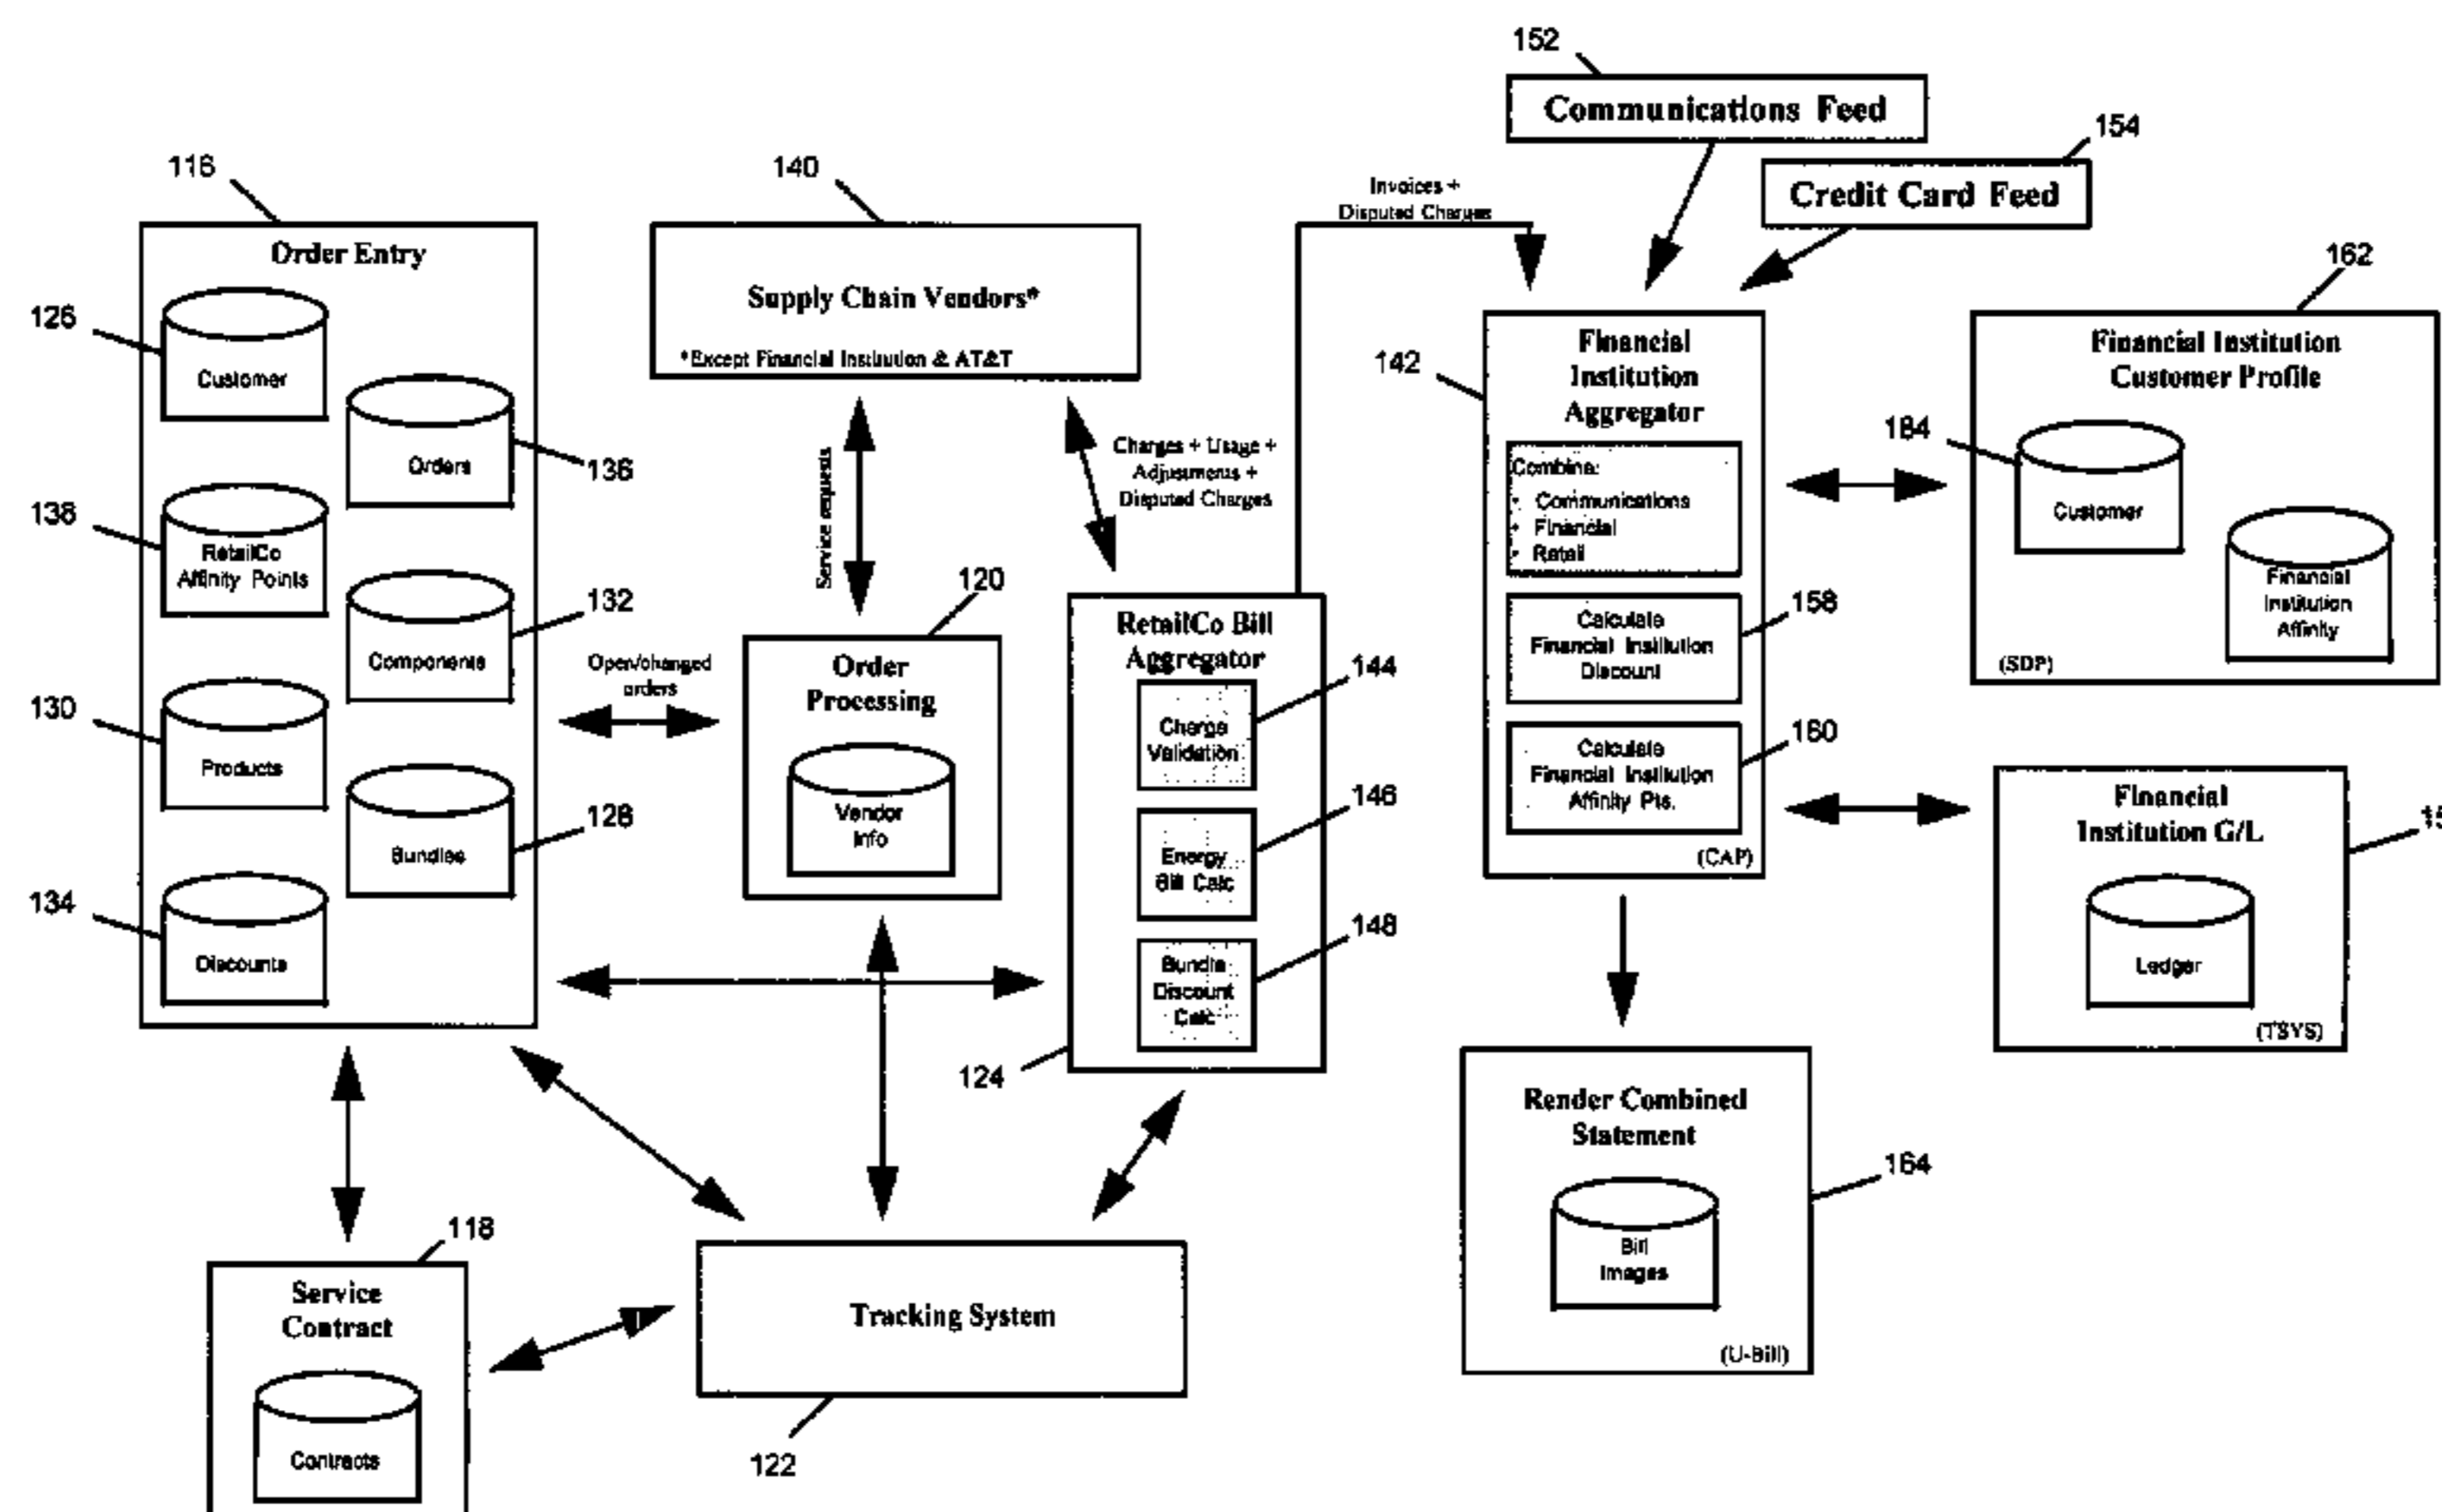 152
Communications Feed
154
Credit Card Feed
116
140
Invoices +
Disputed Charges
Order Entry
Supply Chain Vendors*
*Except Financial Institution & AT&T
162
126
Customer
136
Orders
138
RetailCo
Affinity Points
132
Components
130
Products
128
Bundles
134
Discounts
Service requests
Charges + Usage +
Adjustments +
Disputed Charges
Open/changed
orders
120
Order
Processing
Vendor
Info
RetailCo Bill
Aggregator
144
Charge
Validation
146
Energy
Bill Calc
148
Bundle
Discount
Calc
124
142
Financial
Institution
Aggregator
Combine:
• Communications
• Financial
• Retail
158
Calculate
Financial Institution
Discount
160
Calculate
Financial Institution
Affinity Pts.
(CAP)
Financial Institution
Customer Profile
184
Customer
Financial
Institution
Affinity
(SDP)
Financial
Institution G/L
Ledger
(TSYS)
Render Combined
Statement
164
Bill
Images
(U-Bill)
118
Service
Contract
Contracts
Tracking System
122